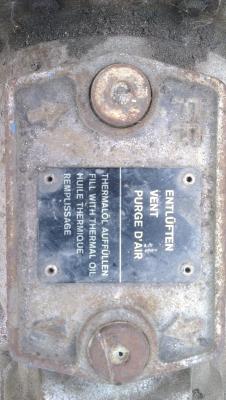 ENTLÜFTEN
VENT
PURGE D'AIR
THERMALÖL AUFFÜLLEN
FILL WITH THERMAL OIL
HUILE THERMIQUE
REMPLISSAGE